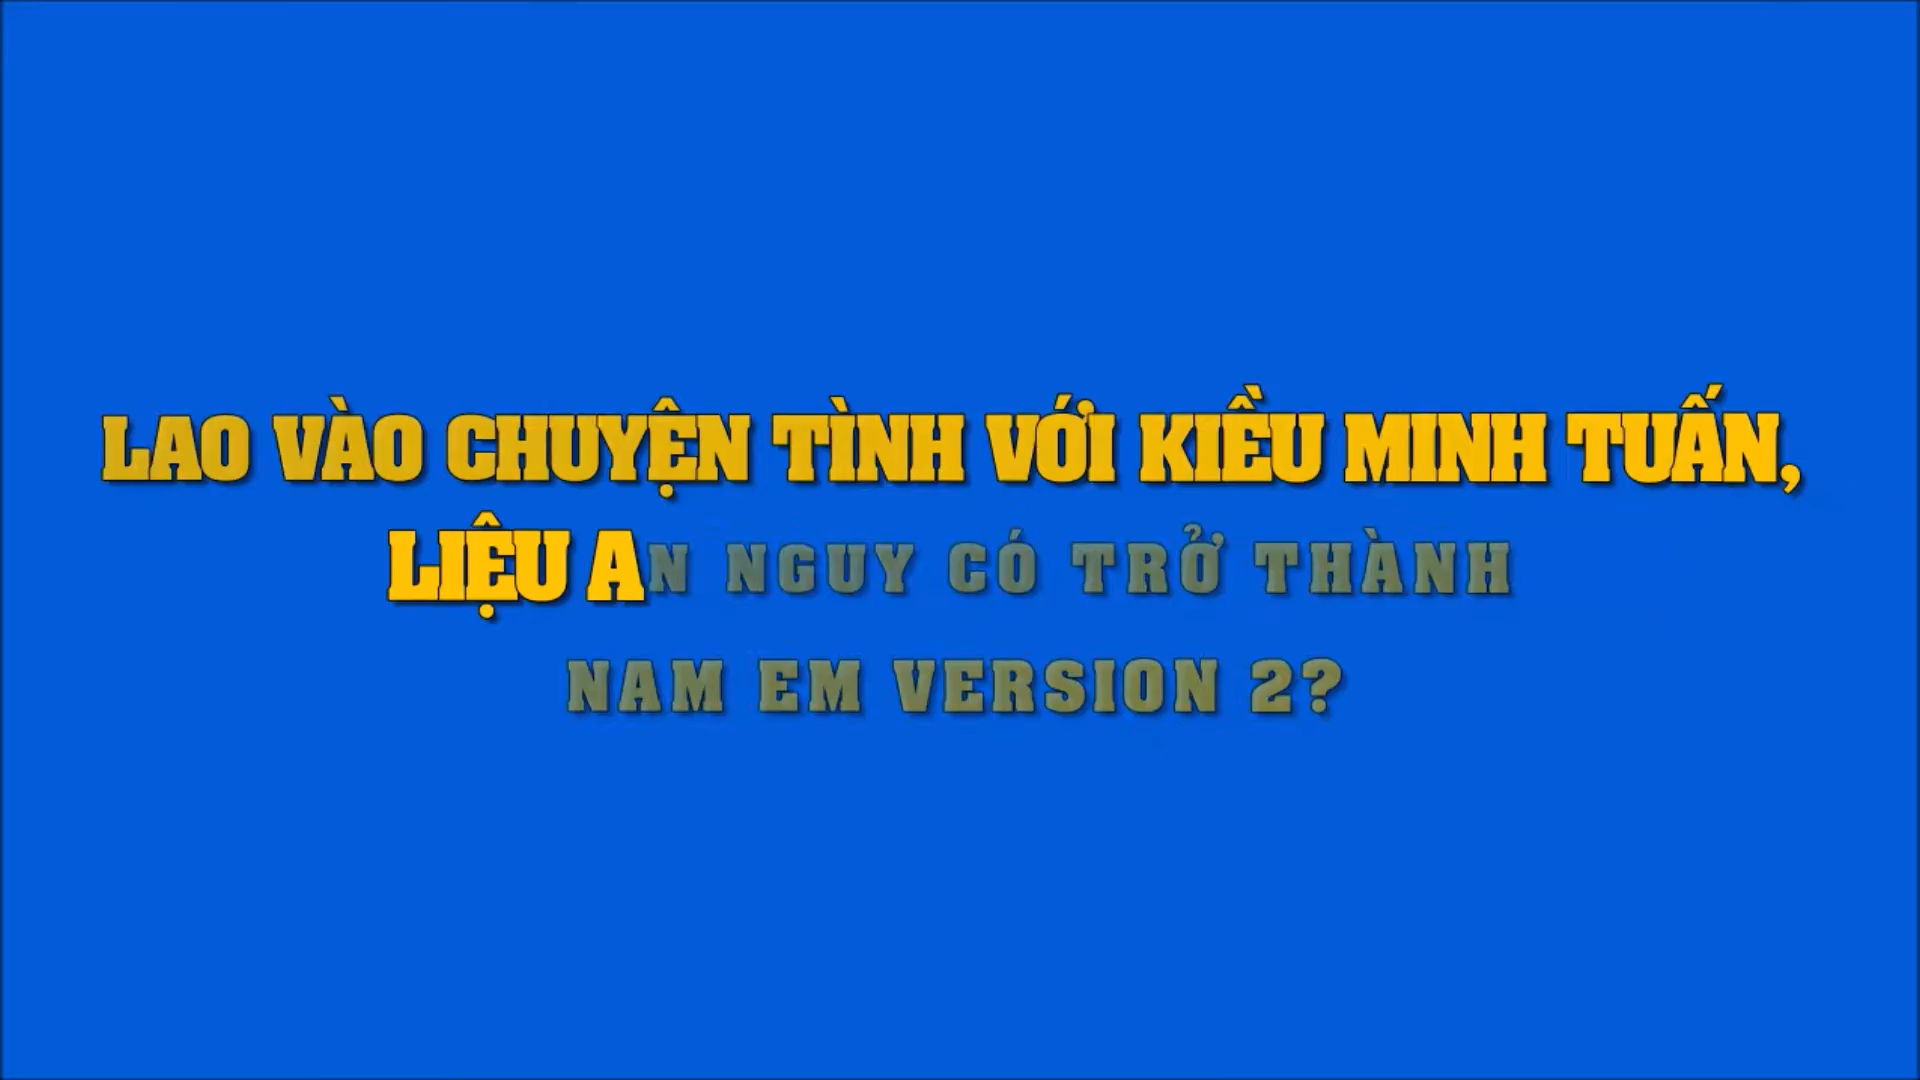 LAO VÀO CHUYỆN TÌNH VỚI KIỀU MINH TUẤN,
LIỆU AN NGUY CÓ TRỞ THÀNH
NAM EM VERSION 2?